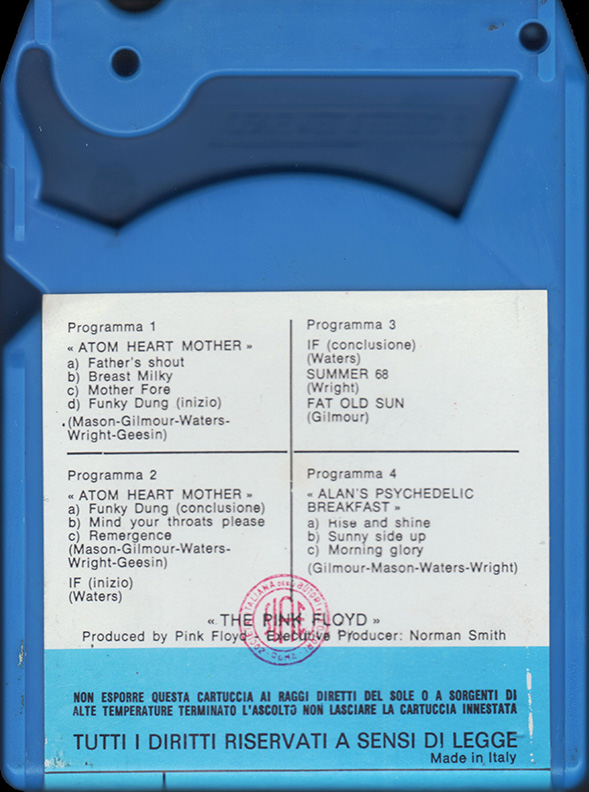 Programma 1
« ATOM HEART MOTHER »
a) Father's shout
b) Breast Milky
c) Mother Fore
d) Funky Dung (inizio)
(Mason-Gilmour-Waters-
Wright-Geesin)
Programma 3
IF (conclusione)
(Waters)
SUMMER 68
(Wright)
FAT OLD SUN
(Gilmour)
Programma 2
« ATOM HEART MOTHER »
a) Funky Dung (conclusione)
b) Mind your throats please
c) Remergence
(Mason-Gilmour-Waters-
Wright-Geesin)
IF (inizio)
(Waters)
Programma 4
« ALAN'S PSYCHEDELIC
BREAKFAST »
a) Rise and shine
b) Sunny side up
c) Morning glory
(Gilmour-Mason-Waters-Wright)
« THE PINK FLOYD »
Produced by Pink Floyd - Executive Producer: Norman Smith
NON ESPORRE QUESTA CARTUCCIA AI RAGGI DIRETTI DEL SOLE O A SORGENTI DI
ALTE TEMPERATURE TERMINATO L'ASCOLTO NON LASCIARE LA CARTUCCIA INNESTATA
TUTTI I DIRITTI RISERVATI A SENSI DI LEGGE
Made in Italy